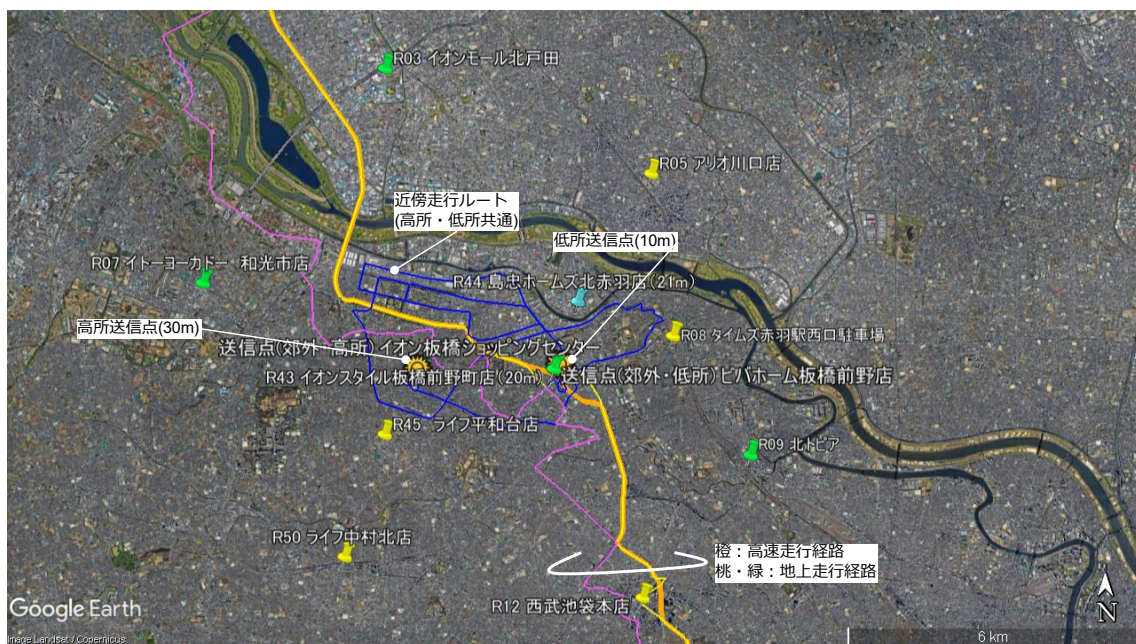 R03 イオンモール北戸田
R05 アリオ川口店
近傍走行ルート
(高所・低所共通)
低所送信点(10m)
R07 イトーヨーカドー 和光市店
R44 島忠ホームズ北赤羽店(21m)
高所送信点(30m)
R08 タイムズ赤羽駅西口駐車場
送信点(郊外-高所) イオン板橋ショッピングセンター
R43 イオンスタイル板橋前野町店(20m)
送信点(郊外・低所) ビバホーム板橋前野店
R45 ライフ平和台店
R09 北トピア
R50 ライフ中村北店
橙：高速走行経路
桃・緑：地上走行経路
R12 西武池袋本店
Google Earth
N
Image Landsat / Copernicus
6 km